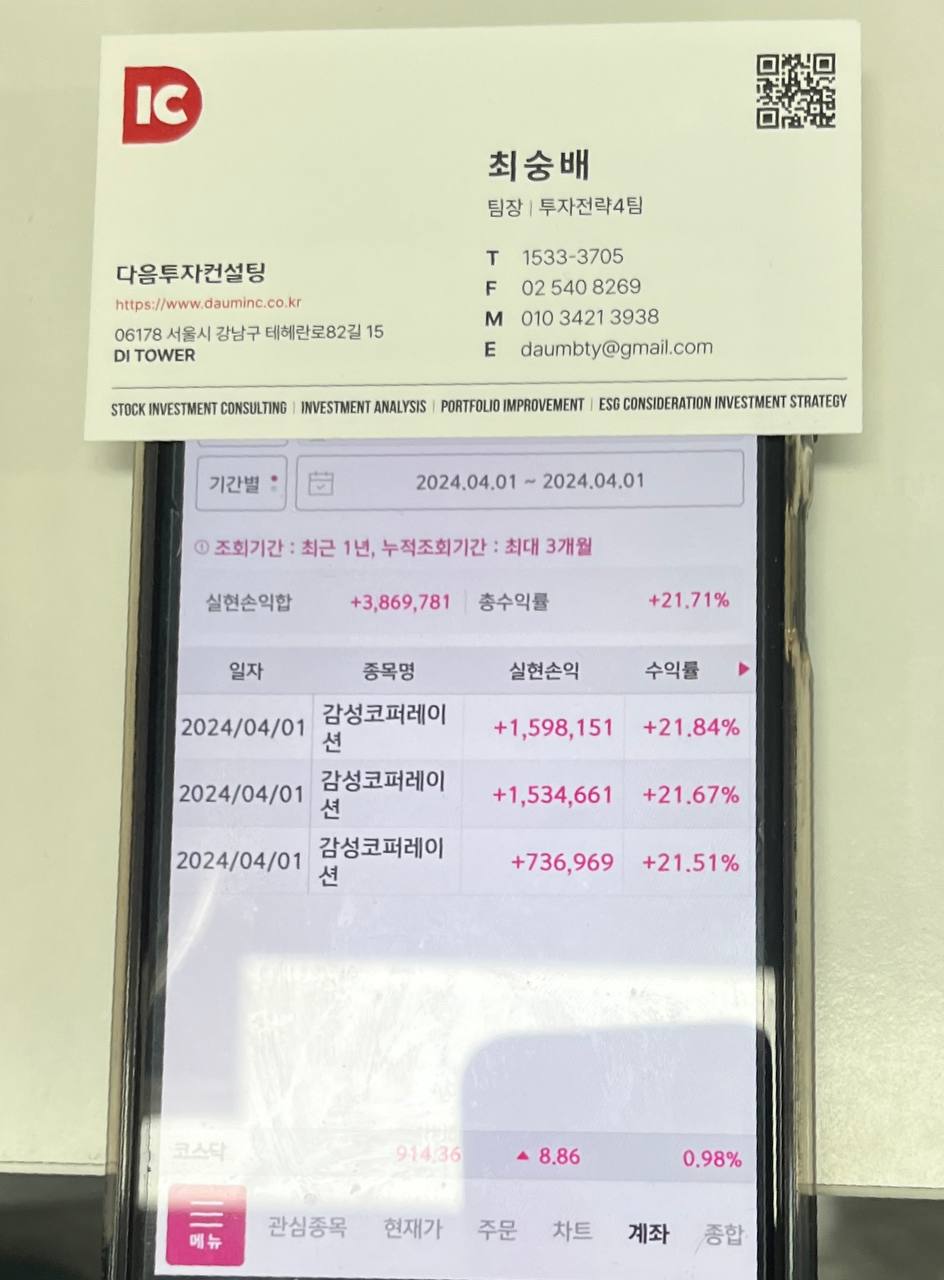 IC
최숭배
팀장 | 투자전략4팀
다음투자컨설팅
https://www.dauminc.co.kr
06178 서울시 강남구 테헤란로82길 15
DI TOWER
T 1533-3705
F 02 540 8269
M 010 3421 3938
E daumbty@gmail.com
STOCK INVESTMENT CONSULTING | INVESTMENT ANALYSIS | PORTFOLIO IMPROVEMENT | ESG CONSIDERATION INVESTMENT STRATEGY
기간별 2024.04.01 ~ 2024.04.01
조회기간 : 최근 1년, 누적조회기간 : 최대 3개월
실현손익합 +3,869,781 총수익률 +21.71%
일자 종목명 실현손익 수익률
2024/04/01 감성코퍼레이션 +1,598,151 +21.84%
2024/04/01 감성코퍼레이션 +1,534,661 +21.67%
2024/04/01 감성코퍼레이션 +736,969 +21.51%
코스닥 914.36 ▲ 8.86 0.98%
메뉴 관심종목 현재가 주문 차트 계좌 종합